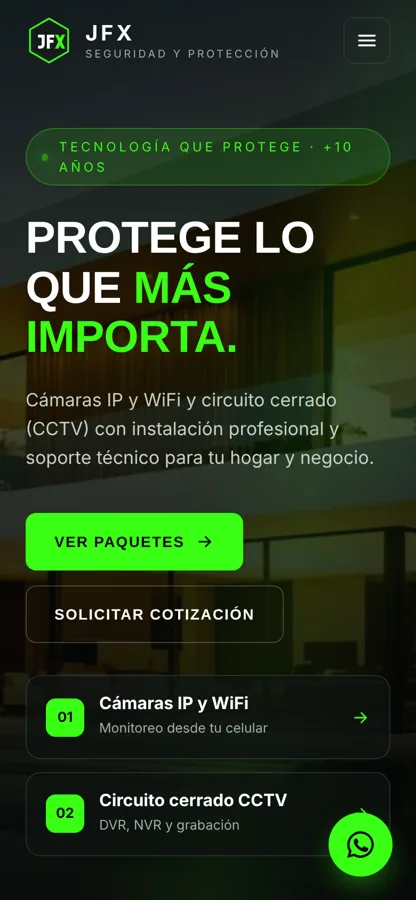 JFX
JFX
SEGURIDAD Y PROTECCIÓN
TECNOLOGÍA QUE PROTEGE · +10
AÑOS
PROTEGE LO
QUE MÁS
IMPORTA.
Cámaras IP y WiFi y circuito cerrado
(CCTV) con instalación profesional y
soporte técnico para tu hogar y negocio.
VER PAQUETES →
SOLICITAR COTIZACIÓN
01
Cámaras IP y WiFi
Monitoreo desde tu celular
→
02
Circuito cerrado CCTV
DVR, NVR y grabación